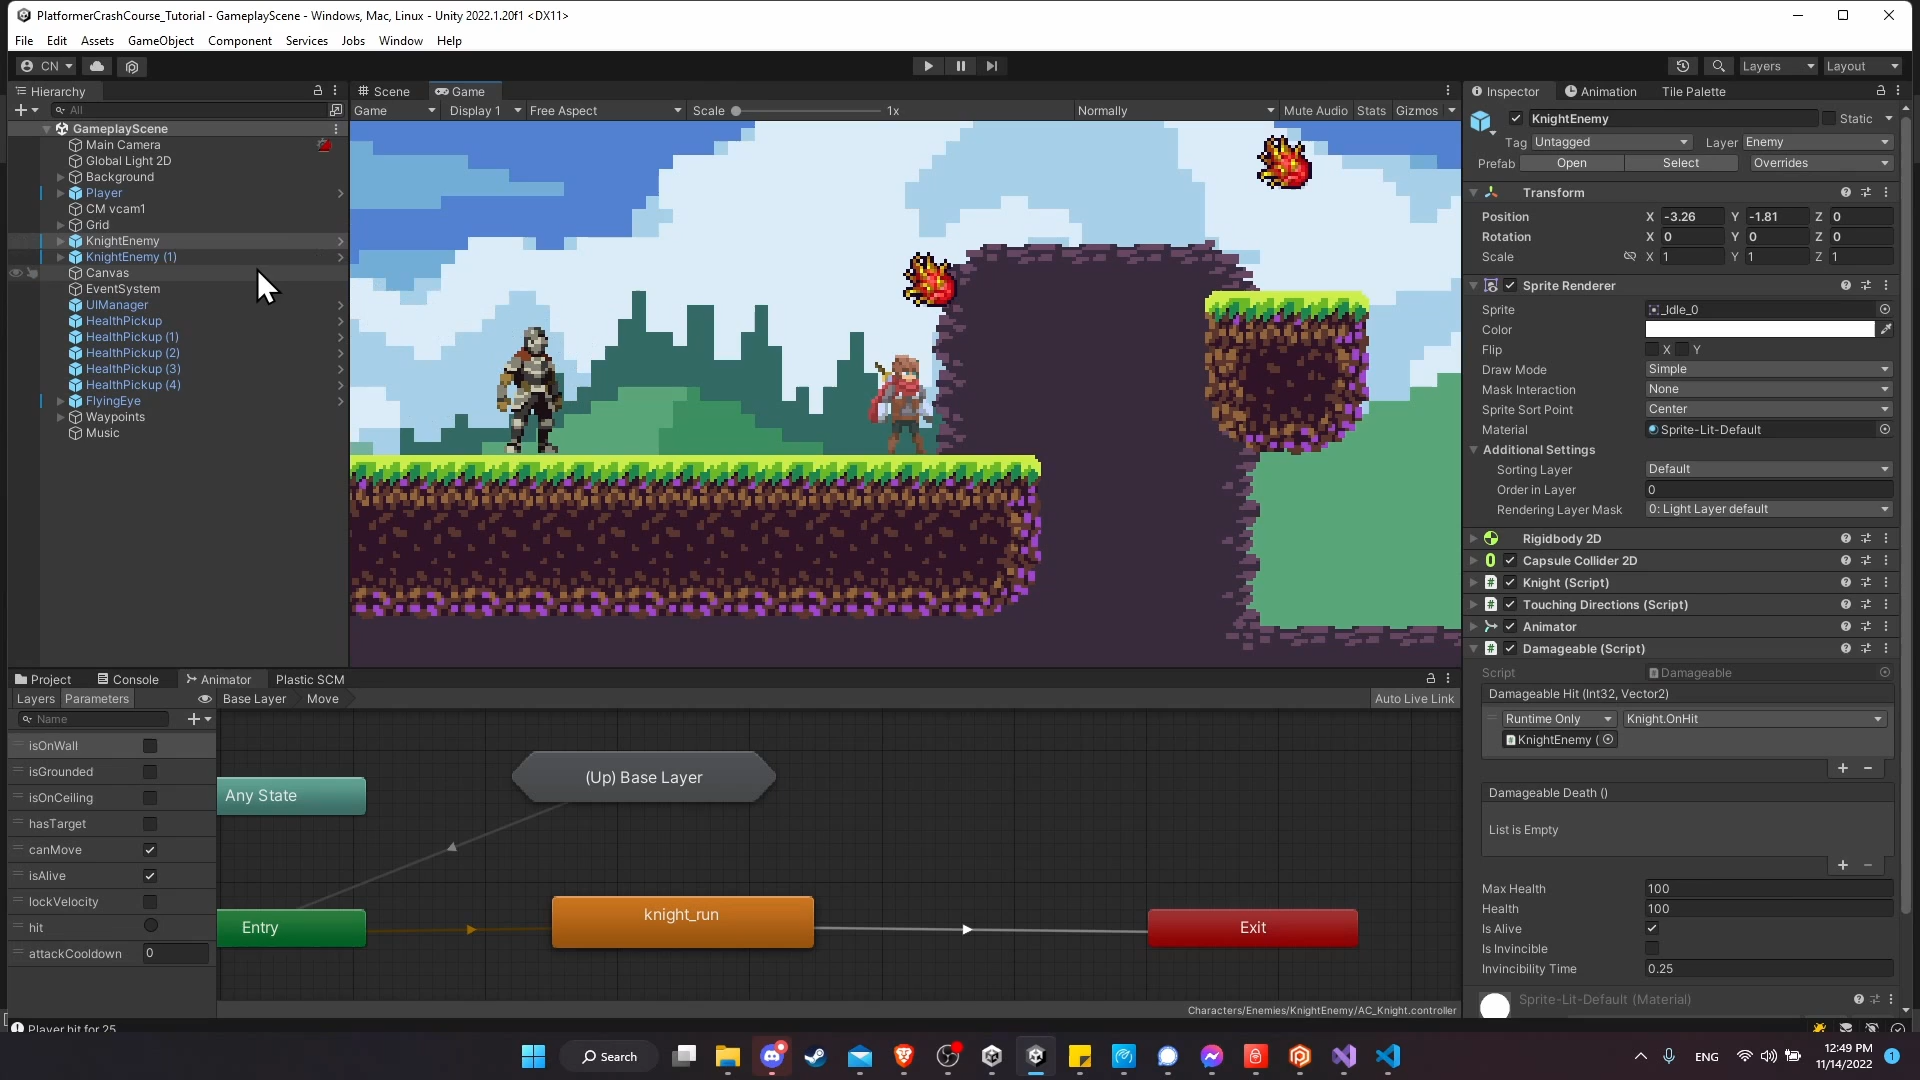 PlatformerCrashCourse_Tutorial - GameplayScene - Windows, Mac, Linux - Unity 2022.1.20f1 <DX11>
File Edit Assets GameObject Component Services Jobs Window Help
CN
Layers Layout
Hierarchy
All
GameplayScene
Main Camera
Global Light 2D
Background
Player
CM vcam1
Grid
KnightEnemy
KnightEnemy (1)
Canvas
EventSystem
UIManager
HealthPickup
HealthPickup (1)
HealthPickup (2)
HealthPickup (3)
HealthPickup (4)
FlyingEye
Waypoints
Music
Scene Game
Game Display 1 Free Aspect Scale 1x Normally Mute Audio Stats Gizmos
Inspector Animation Tile Palette
KnightEnemy Static
Tag Untagged Layer Enemy
Prefab Open Select Overrides
Transform
Position X -3.26 Y -1.81 Z 0
Rotation X 0 Y 0 Z 0
Scale X 1 Y 1 Z 1
Sprite Renderer
Sprite _Idle_0
Color
Flip X Y
Draw Mode Simple
Mask Interaction None
Sprite Sort Point Center
Material Sprite-Lit-Default
Additional Settings
Sorting Layer Default
Order in Layer 0
Rendering Layer Mask 0: Light Layer default
Rigidbody 2D
Capsule Collider 2D
Knight (Script)
Touching Directions (Script)
Animator
Damageable (Script)
Script Damageable
Damageable Hit (Int32, Vector2)
Runtime Only Knight.OnHit
KnightEnemy (
+ −
Damageable Death ()
List is Empty
+ −
Max Health 100
Health 100
Is Alive
Is Invincible
Invincibility Time 0.25
Sprite-Lit-Default (Material)
Project Console Animator Plastic SCM
Layers Parameters Base Layer Move Auto Live Link
Name
isOnWall
isGrounded
isOnCeiling
hasTarget
canMove
isAlive
lockVelocity
hit
attackCooldown 0
Any State
(Up) Base Layer
Entry
knight_run
Exit
Characters/Enemies/KnightEnemy/AC_Knight.controller
Player hit for 25
Search
ENG
12:49 PM
11/14/2022
1